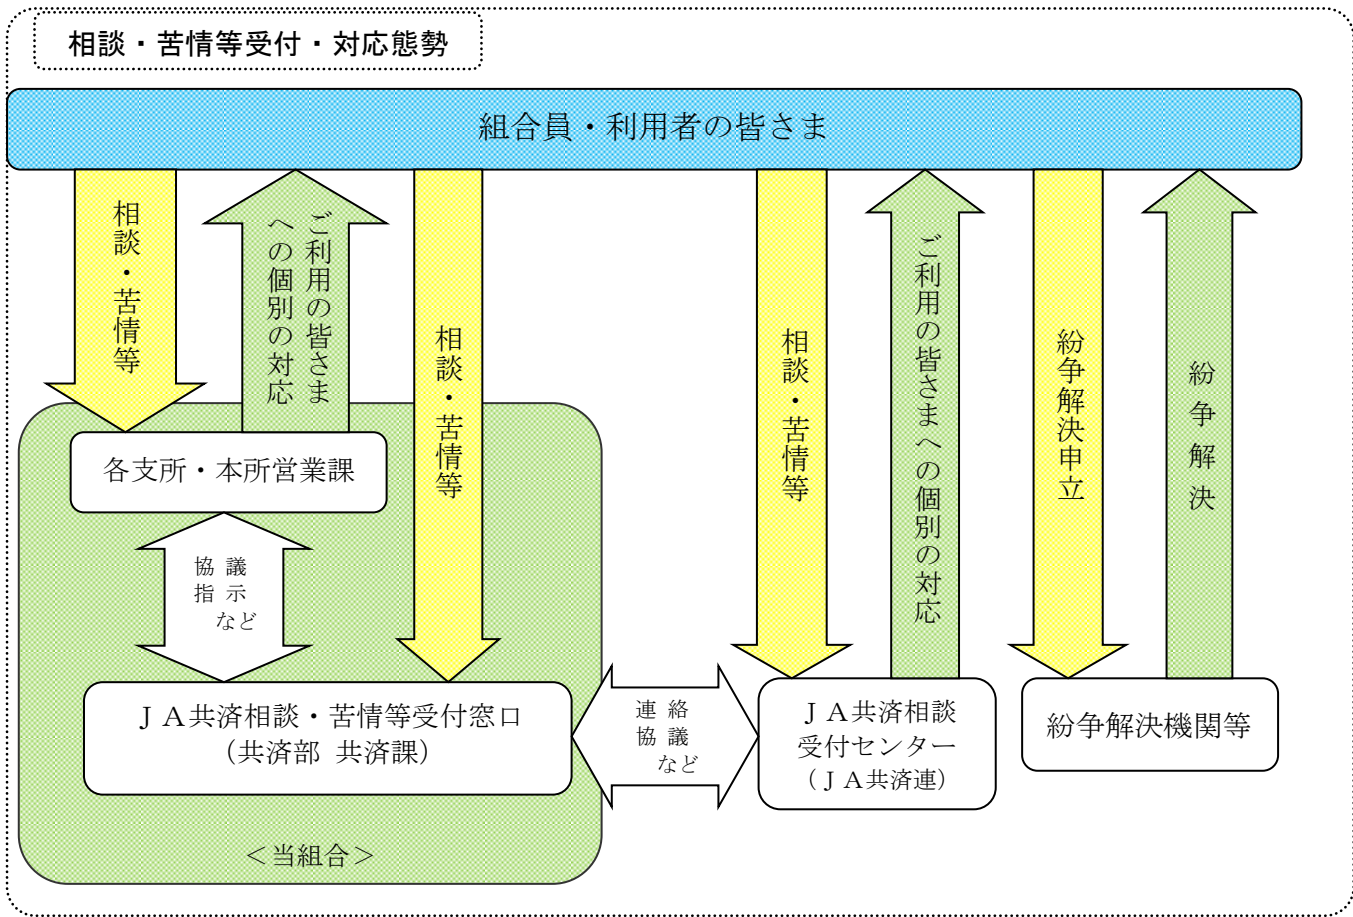 相談・苦情等受付・対応態勢
組合員・利用者の皆さま
相談・苦情等
ご利用の皆さま
への個別の対応
相談・苦情等
相談・苦情等
ご利用の皆さまへの個別の対応
紛争解決申立
紛争解決
各支所・本所営業課
協 議
指 示
など
ＪＡ共済相談・苦情等受付窓口
（共済部 共済課）
連 絡
協 議
など
ＪＡ共済相談
受付センター
（ＪＡ共済連）
紛争解決機関等
＜当組合＞